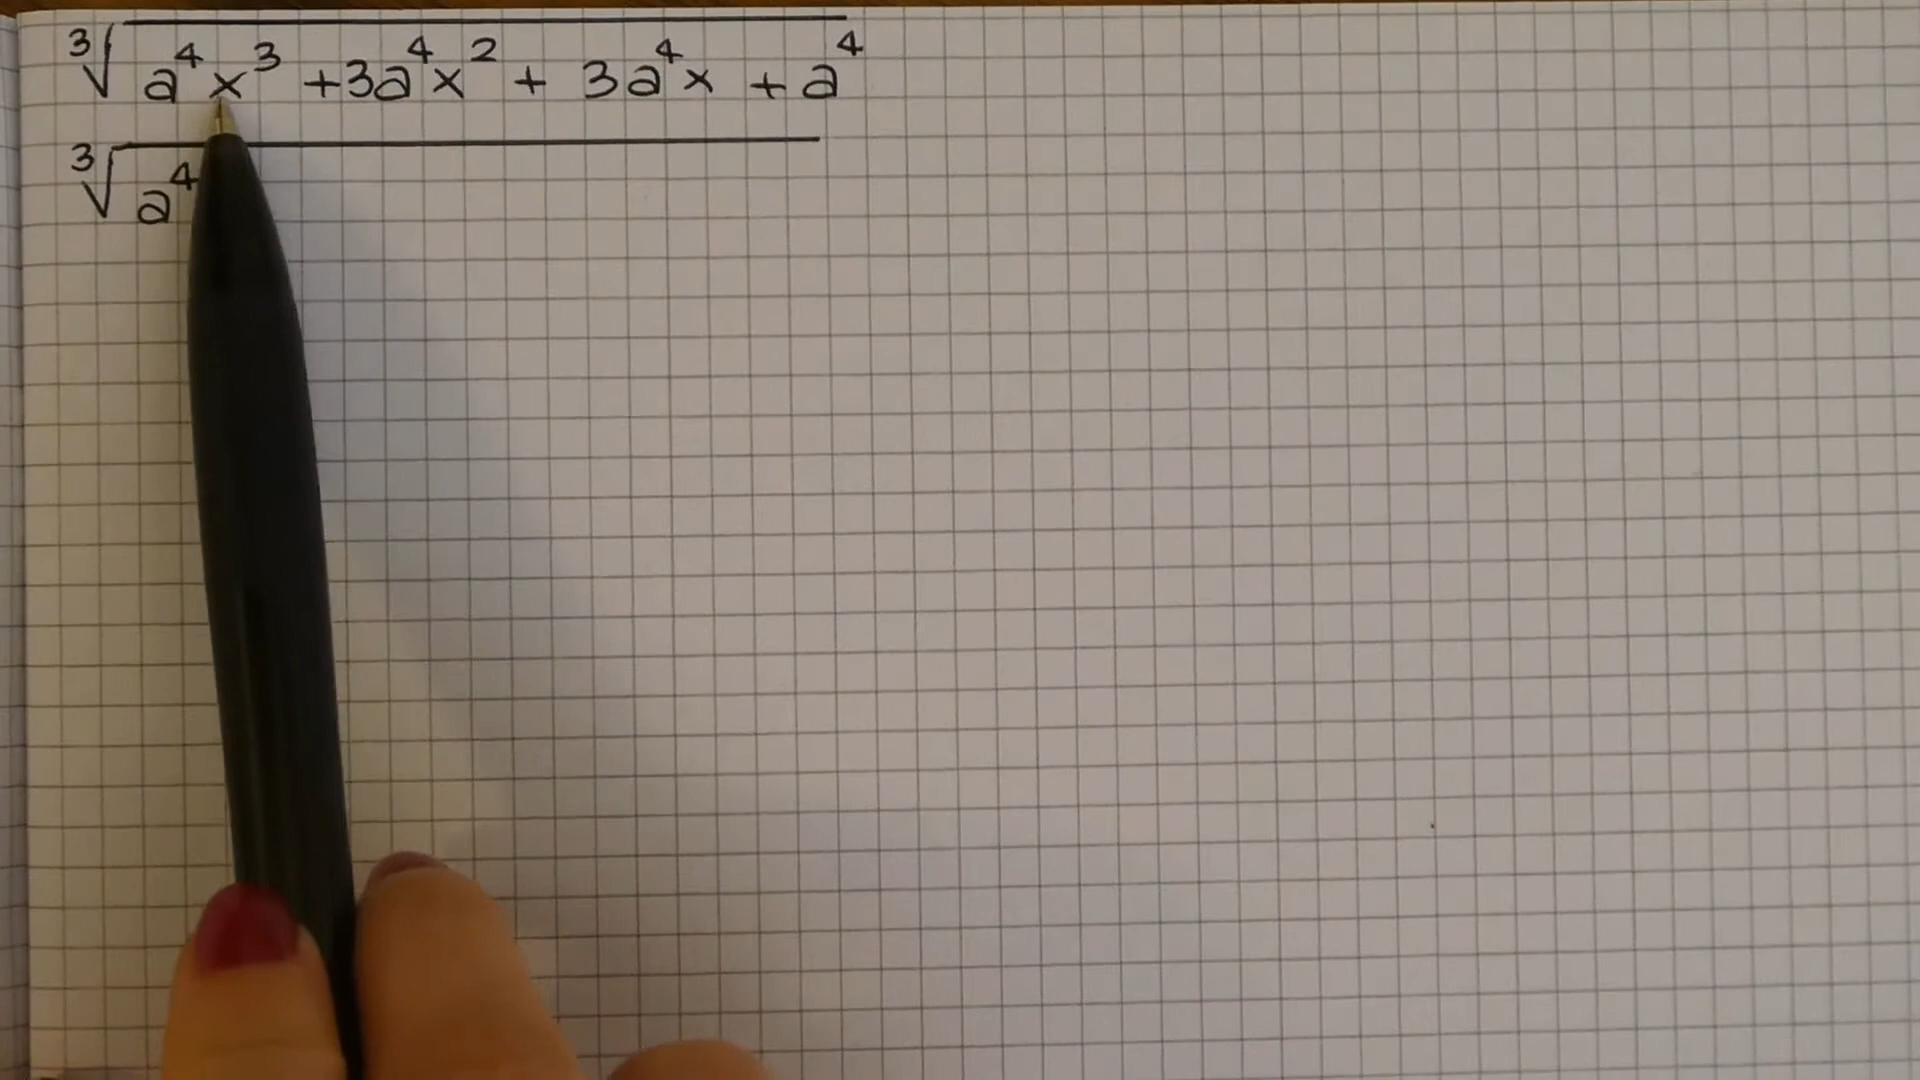 ∛(a⁴x³ + 3a⁴x² + 3a⁴x + a⁴)
∛(a⁴